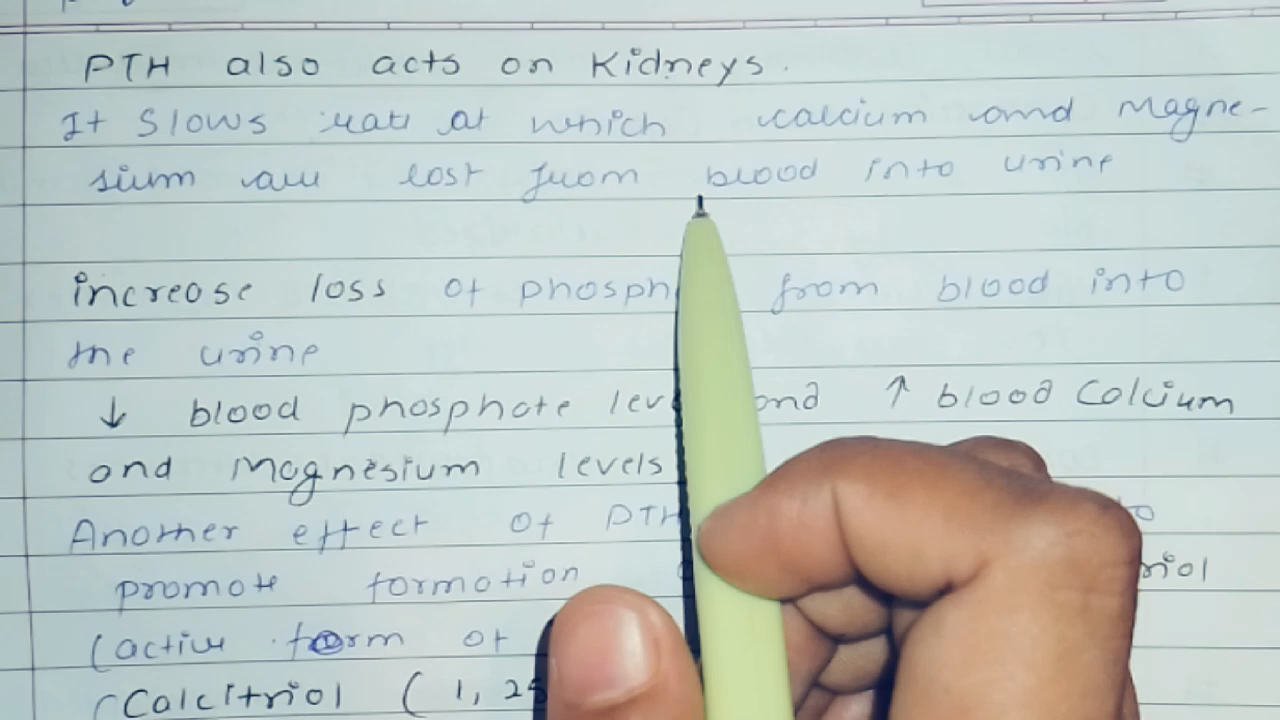 PTH also acts on Kidneys.
It slows rate at which calcium and Magne-
sium are lost from blood into urine
increase loss of phosph from blood into
the urine
↓ blood phosphate lev and ↑ blood Calcium
and Magnesium levels
Another effect of PTH
promote formation
(active form of
(Calcitriol (1, 25